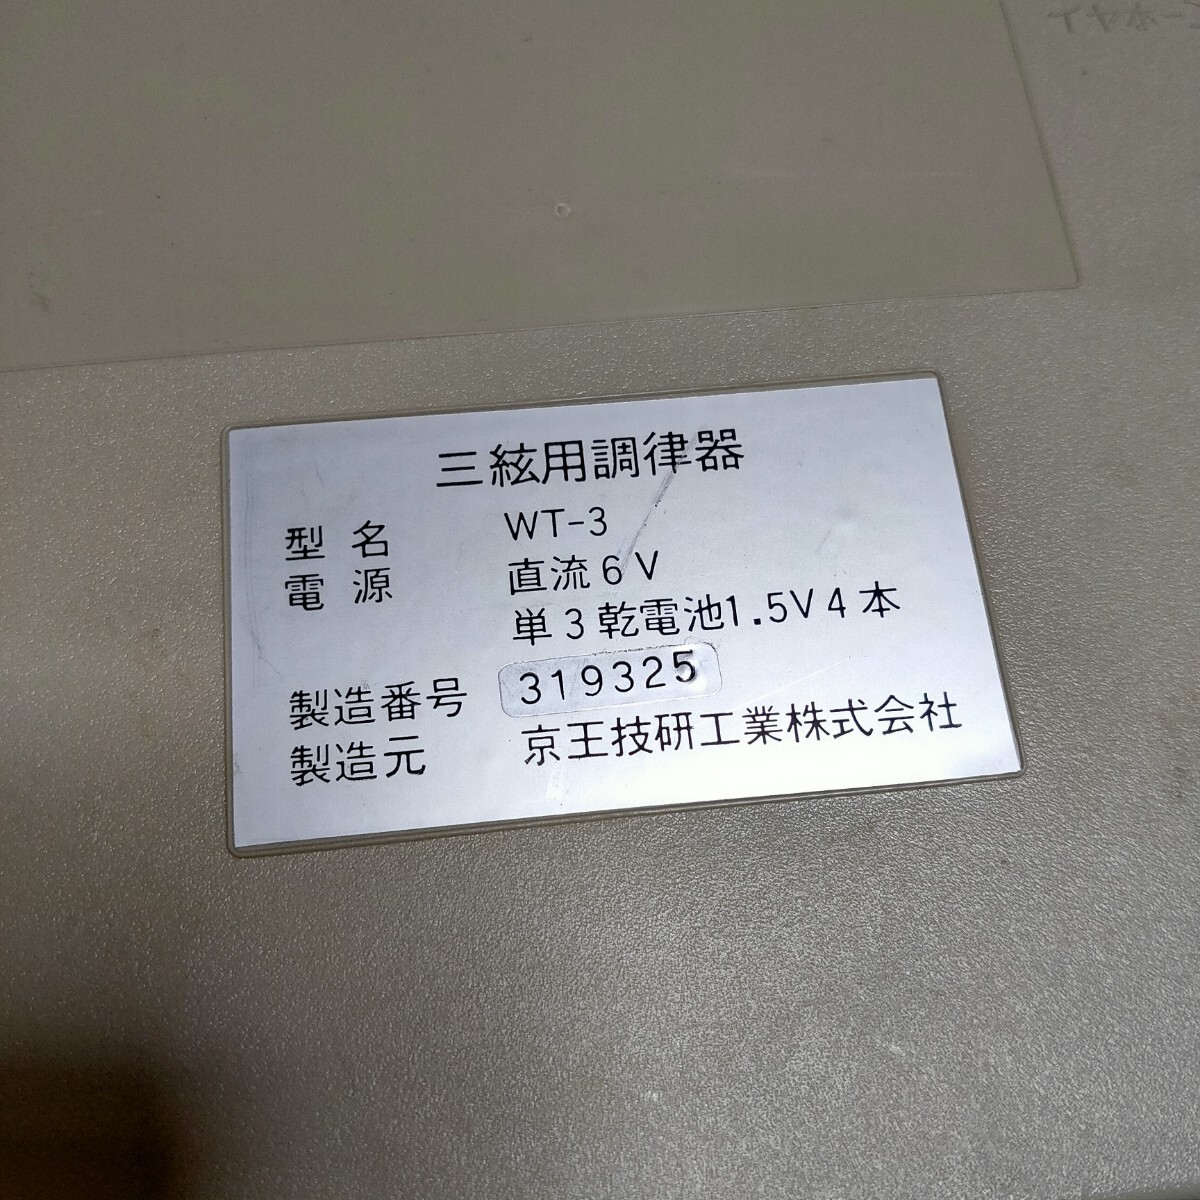 三絃用調律器
型名 WT-3
電源 直流6V
単3乾電池1.5V4本
製造番号 319325
製造元 京王技研工業株式会社